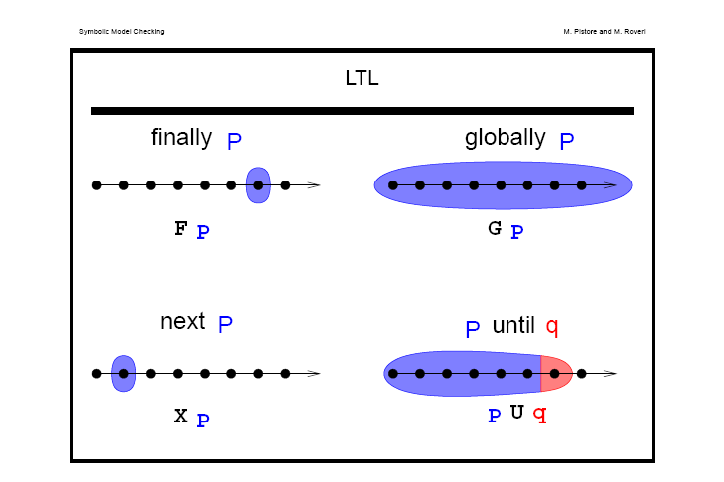 Symbolic Model Checking
M. Pistore and M. Roveri
LTL
finally P
globally P
F P
G P
next P
P until q
X P
P U q